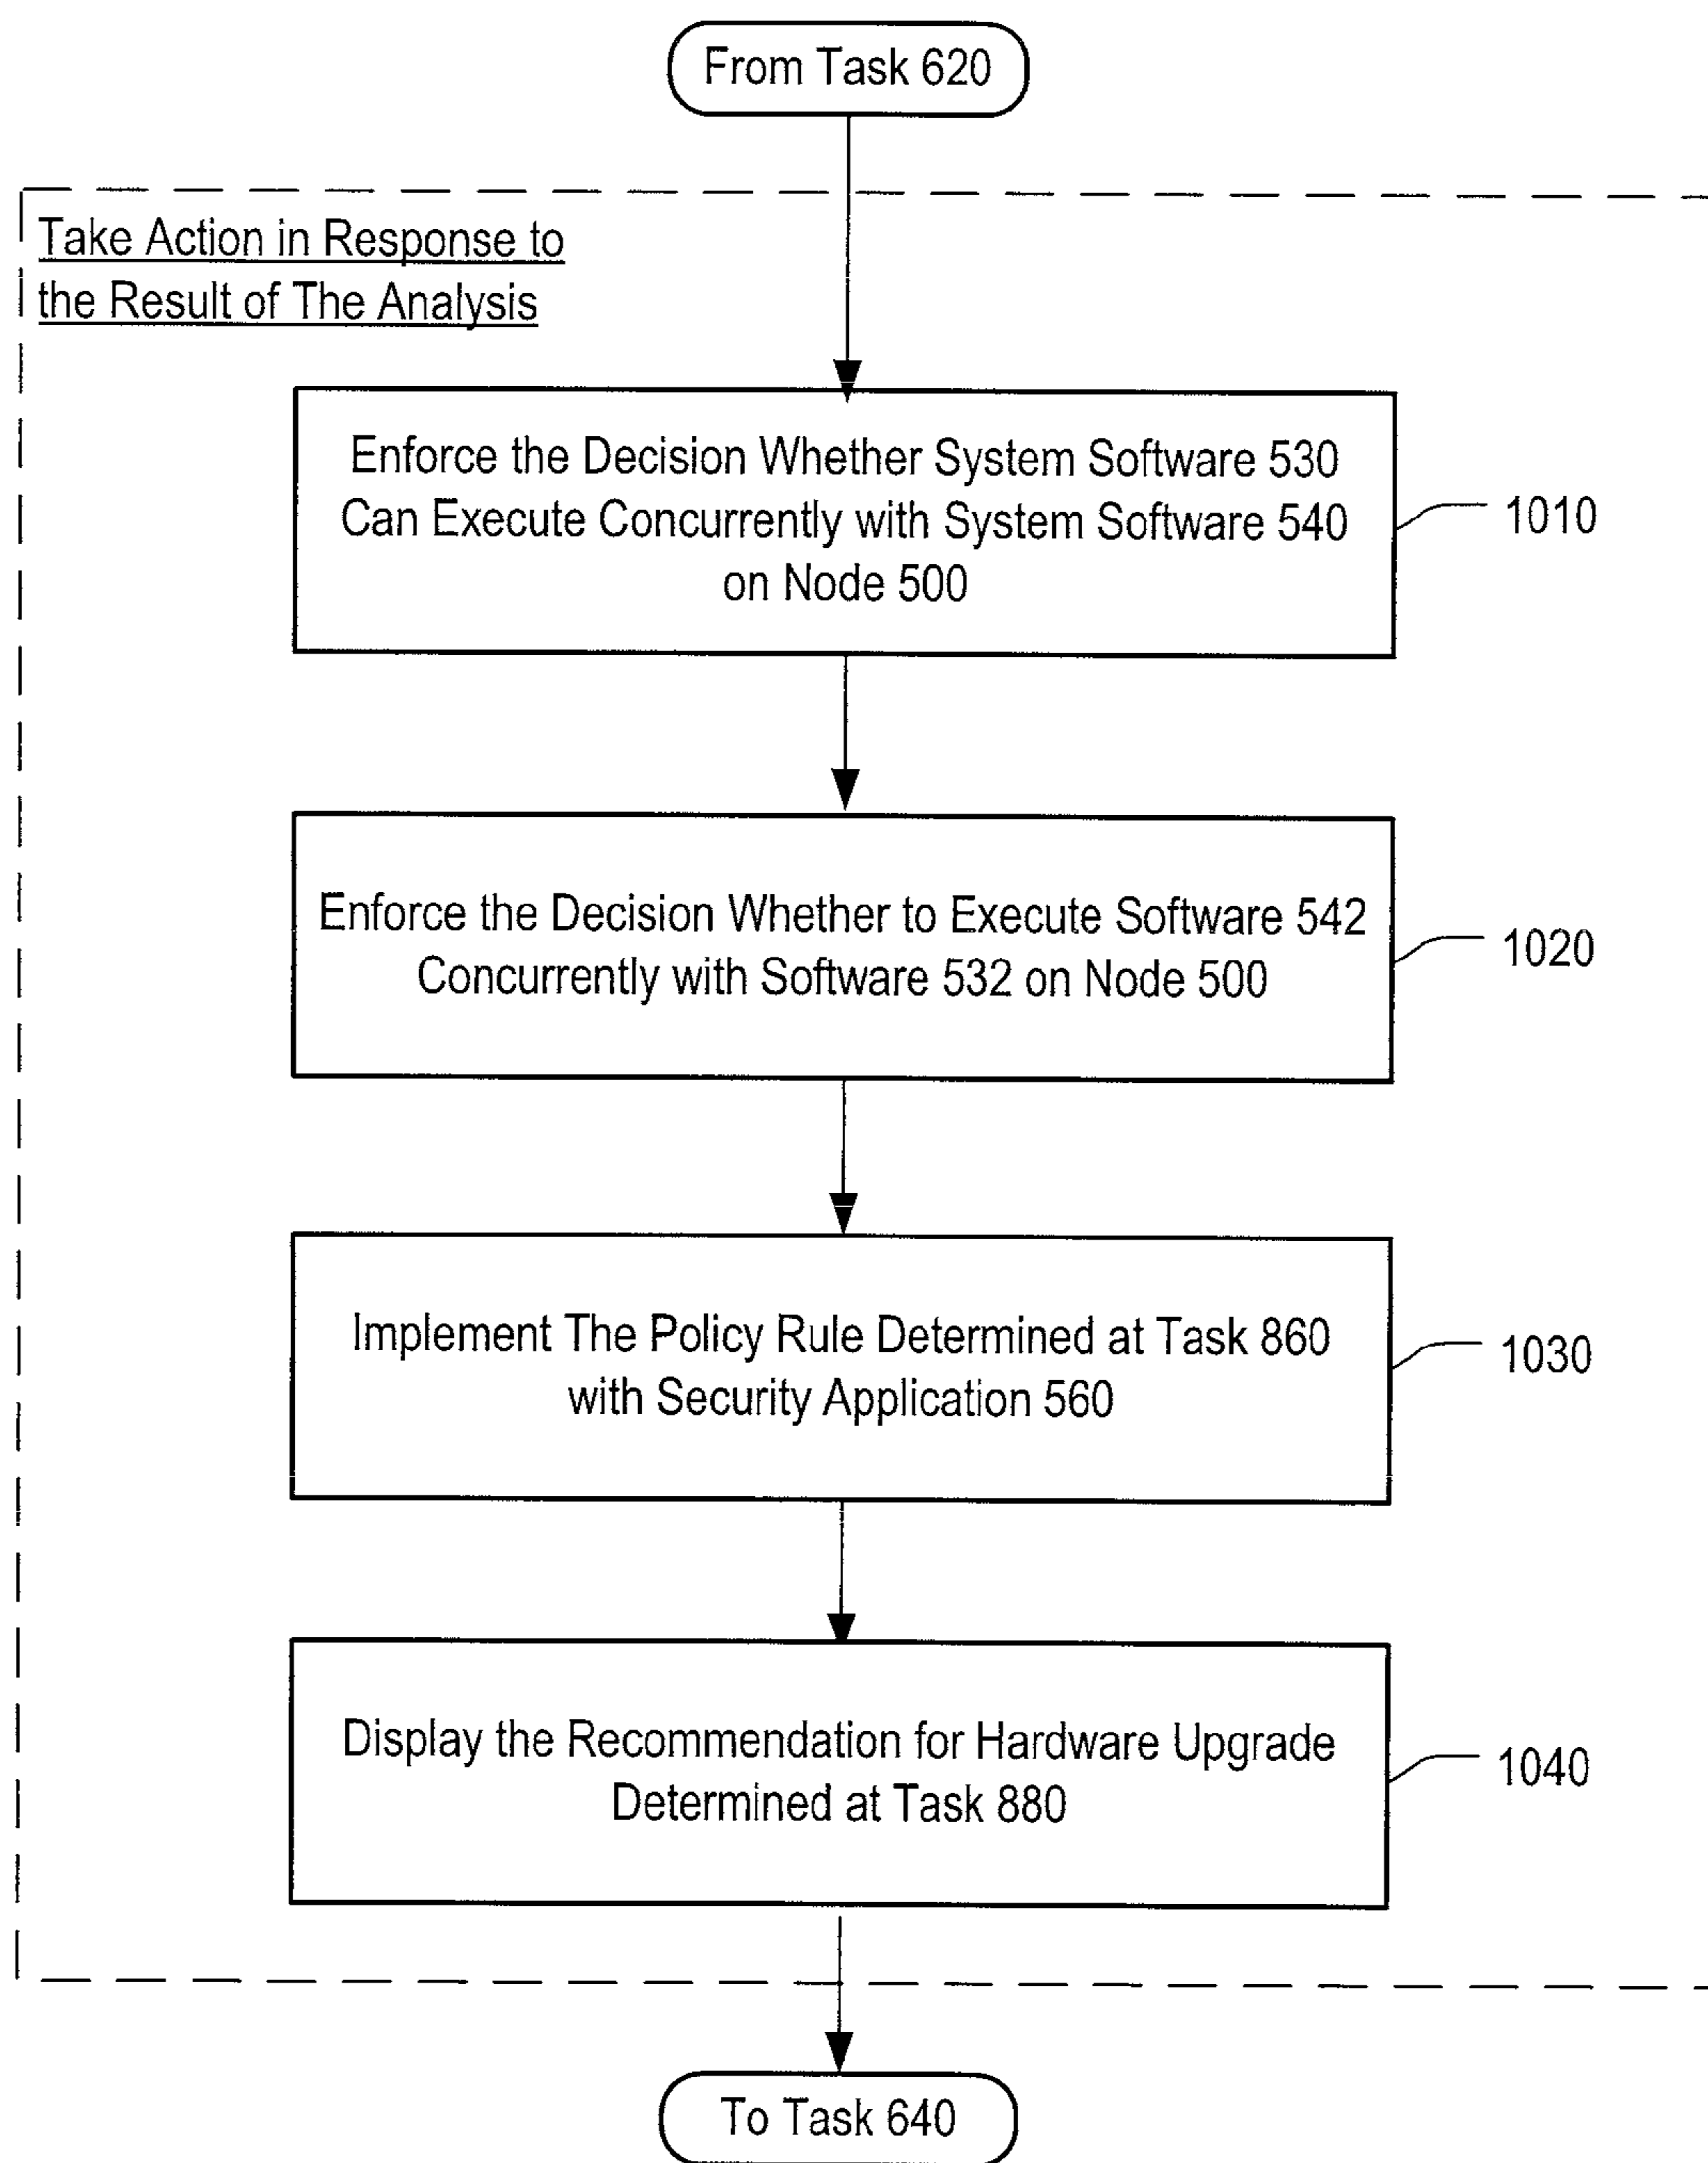 From Task 620
Take Action in Response to
the Result of The Analysis
Enforce the Decision Whether System Software 530
Can Execute Concurrently with System Software 540
on Node 500
1010
Enforce the Decision Whether to Execute Software 542
Concurrently with Software 532 on Node 500
1020
Implement The Policy Rule Determined at Task 860
with Security Application 560
1030
Display the Recommendation for Hardware Upgrade
Determined at Task 880
1040
To Task 640